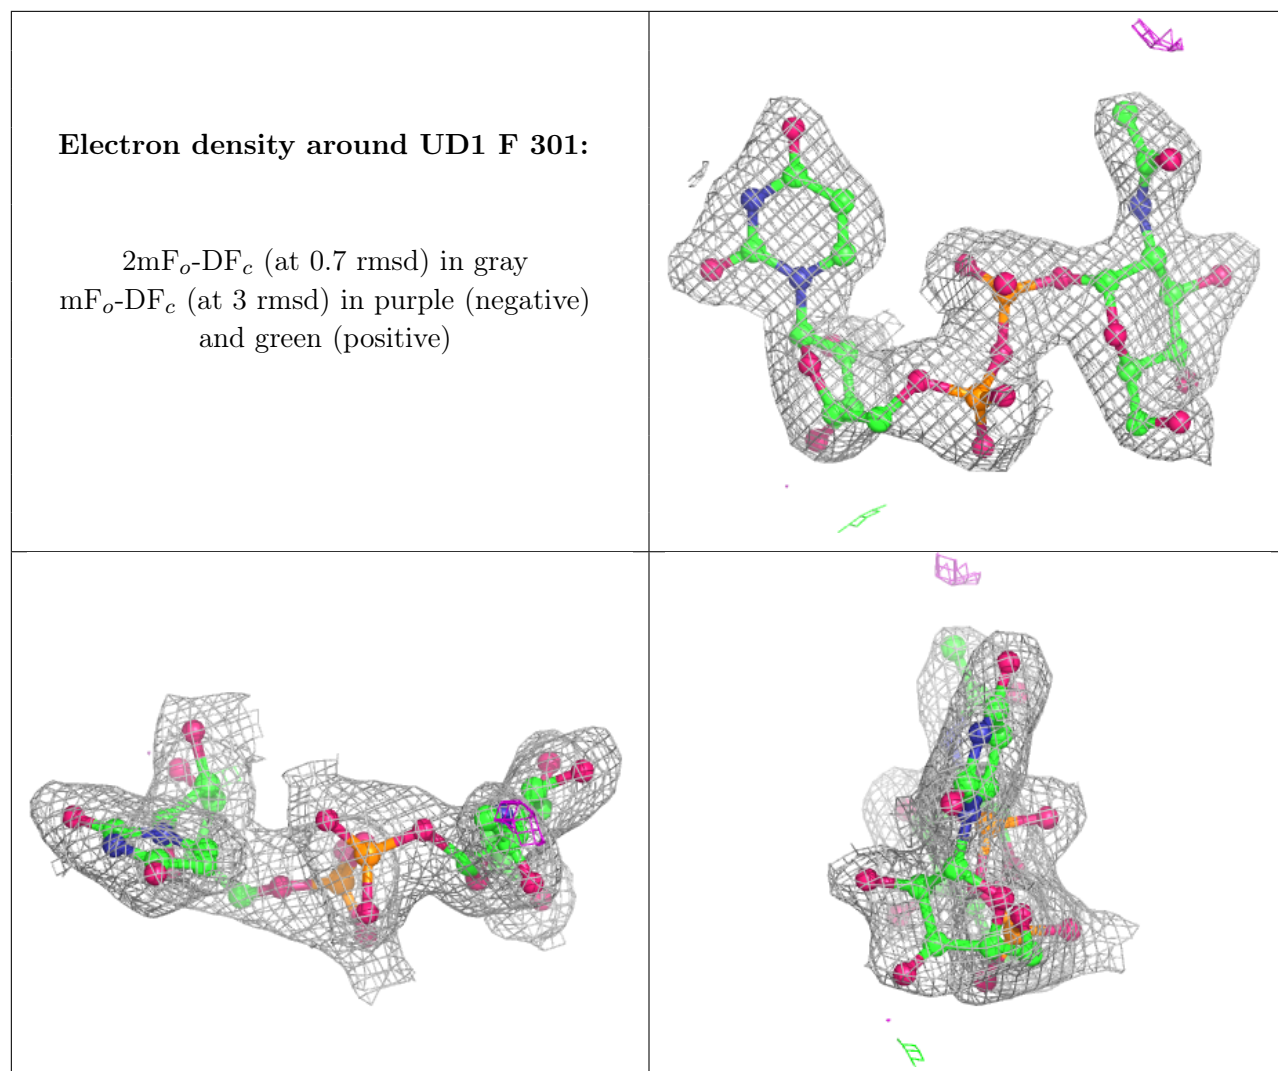 Electron density around UD1 F 301:
2mF$_o$-DF$_c$ (at 0.7 rmsd) in gray
mF$_o$-DF$_c$ (at 3 rmsd) in purple (negative)
and green (positive)